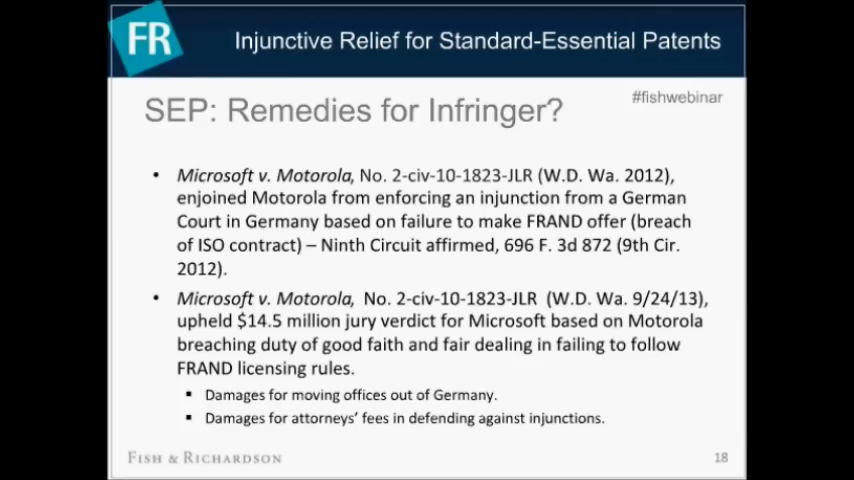 FR
Injunctive Relief for Standard-Essential Patents
#fishwebinar
SEP: Remedies for Infringer?
• Microsoft v. Motorola, No. 2-civ-10-1823-JLR (W.D. Wa. 2012),
enjoined Motorola from enforcing an injunction from a German
Court in Germany based on failure to make FRAND offer (breach
of ISO contract) – Ninth Circuit affirmed, 696 F. 3d 872 (9th Cir.
2012).
• Microsoft v. Motorola, No. 2-civ-10-1823-JLR (W.D. Wa. 9/24/13),
upheld $14.5 million jury verdict for Microsoft based on Motorola
breaching duty of good faith and fair dealing in failing to follow
FRAND licensing rules.
▪ Damages for moving offices out of Germany.
▪ Damages for attorneys' fees in defending against injunctions.
FISH & RICHARDSON
18